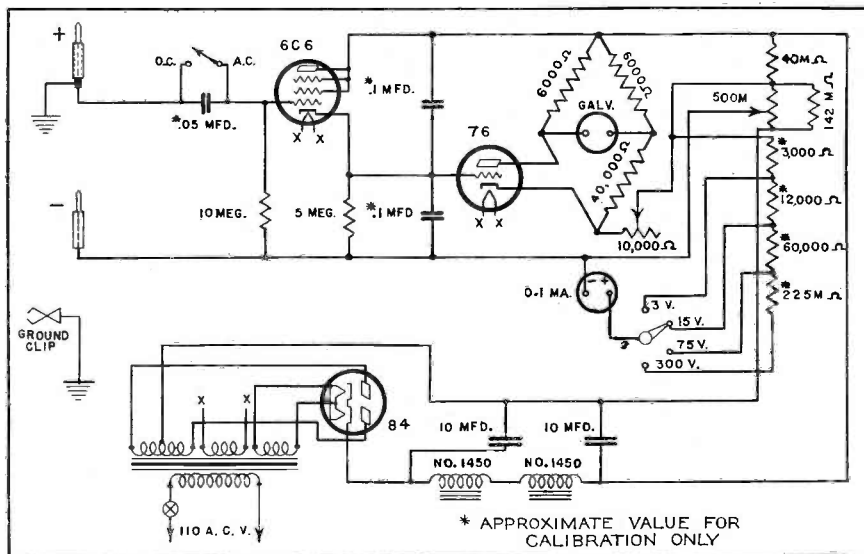 +
O.C.
A.C.
6C6
*.05 MFD.
X X
*.1 MFD.
6000Ω
6000Ω
GALV.
40MΩ
500M
142 MΩ
76
X X
40,000Ω
10,000Ω
*3,000Ω
*12,000Ω
*60,000Ω
*225MΩ
10 MEG.
5 MEG.
*.1 MFD
−
0-1 MA.
- +
3 V.
15 V.
75 V.
300 V.
GROUND
CLIP
X X
84
10 MFD.
10 MFD.
NO. 1450
NO. 1450
110 A. C. V.
* APPROXIMATE VALUE FOR
CALIBRATION ONLY